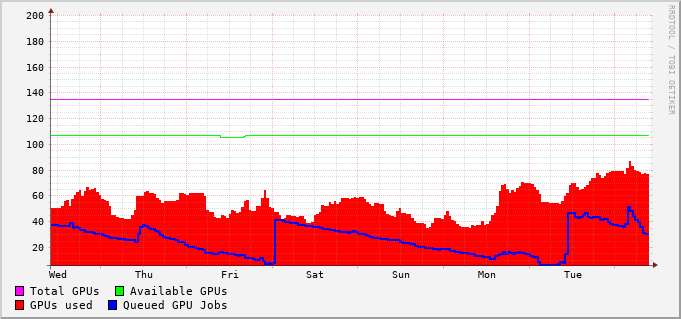 200
180
160
140
120
100
80
60
40
20
Wed Thu Fri Sat Sun Mon Tue
Total GPUs Available GPUs
GPUs used Queued GPU Jobs
RRDTOOL / TOBI OETIKER